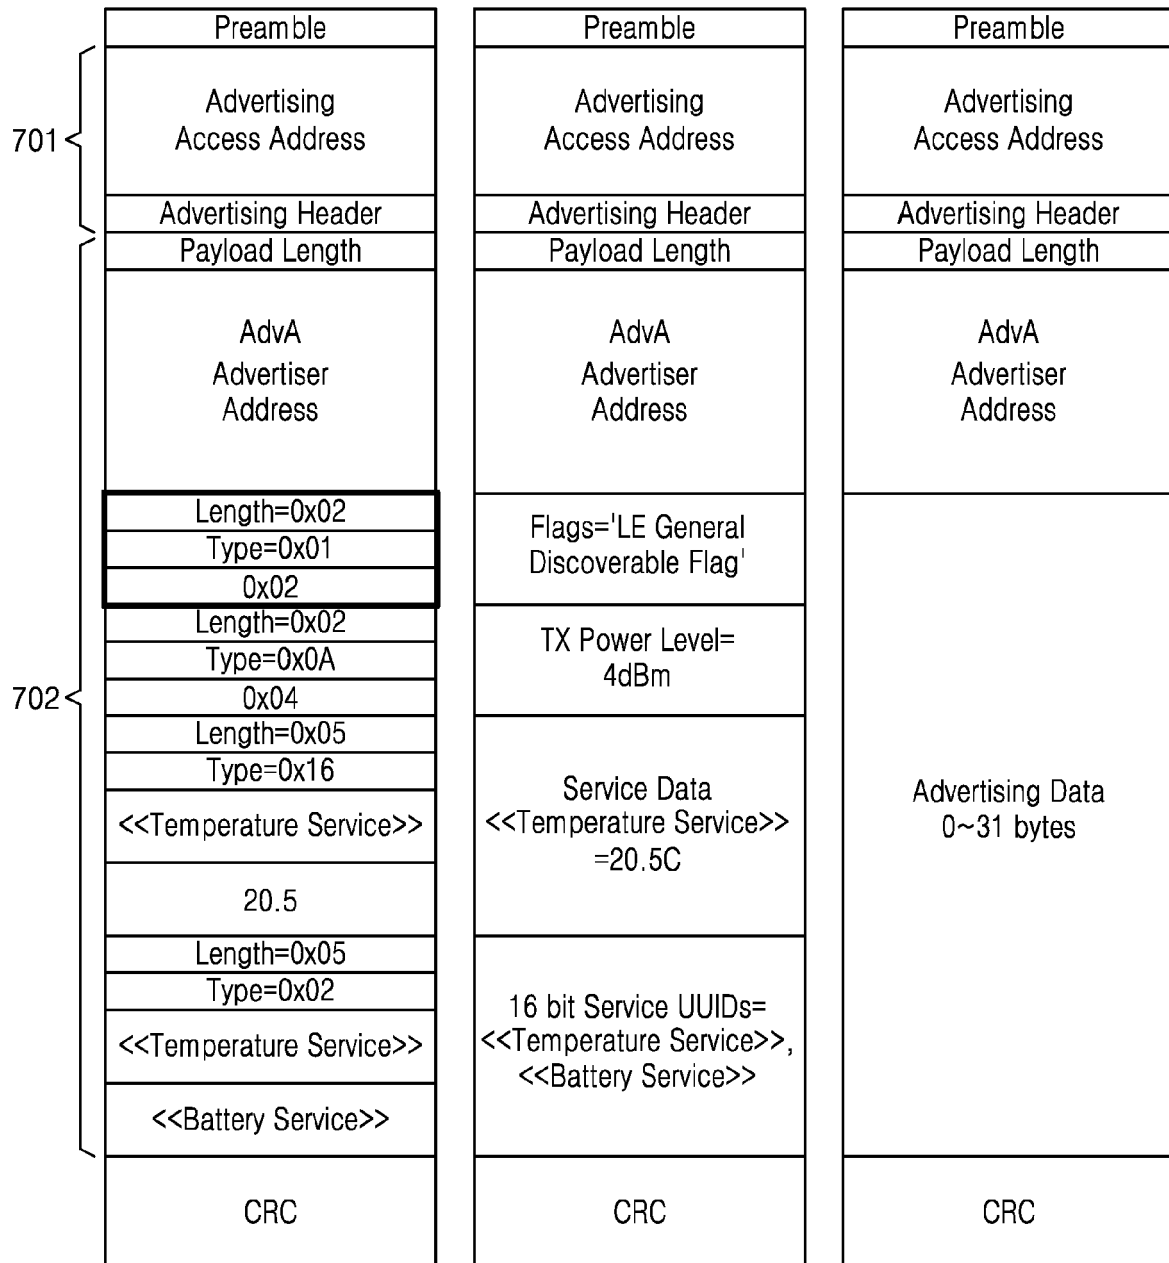 Preamble
Advertising
Access Address
701
Advertising Header
Payload Length
AdvA
Advertiser
Address
Length=0x02
Type=0x01
0x02
Length=0x02
Type=0x0A
702
0x04
Length=0x05
Type=0x16
<<Temperature Service>>
20.5
Length=0x05
Type=0x02
<<Temperature Service>>
<<Battery Service>>
CRC
Preamble
Advertising
Access Address
Advertising Header
Payload Length
AdvA
Advertiser
Address
Flags='LE General
Discoverable Flag'
TX Power Level=
4dBm
Service Data
<<Temperature Service>>
=20.5C
16 bit Service UUIDs=
<<Temperature Service>>,
<<Battery Service>>
CRC
Preamble
Advertising
Access Address
Advertising Header
Payload Length
AdvA
Advertiser
Address
Advertising Data
0~31 bytes
CRC